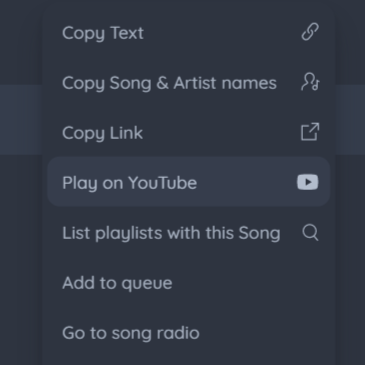 Copy Text
Copy Song & Artist names
Copy Link
Play on YouTube
List playlists with this Song
Add to queue
Go to song radio